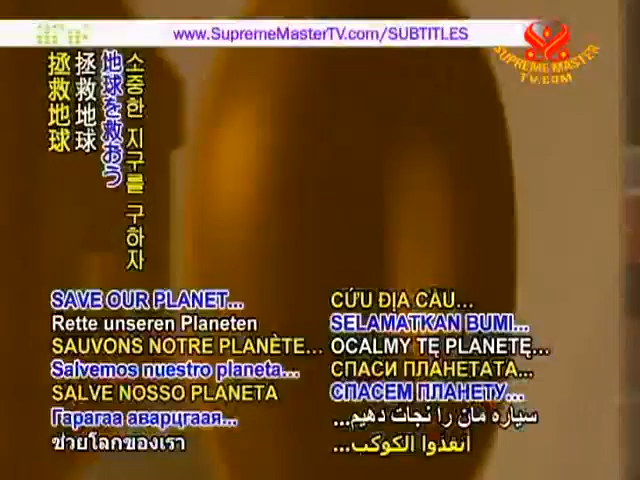 www.SupremeMasterTV.com/SUBTITLES
SUPREME MASTER
TV.COM
소중한 지구를 구하자
地球を救おう
拯救地球
拯救地球
SAVE OUR PLANET...
Rette unseren Planeten
SAUVONS NOTRE PLANÈTE...
Salvemos nuestro planeta...
SALVE NOSSO PLANETA
Гарагаа аварцгаая...
ช่วยโลกของเรา
CỨU ĐỊA CẦU...
SELAMATKAN BUMI...
OCALMY TĘ PLANETĘ...
СПАСИ ПЛАНЕТАТА...
СПАСЕМ ПЛАНЕТУ...
سیاره مان را نجات دهیم...
أنقذوا الكوكب...